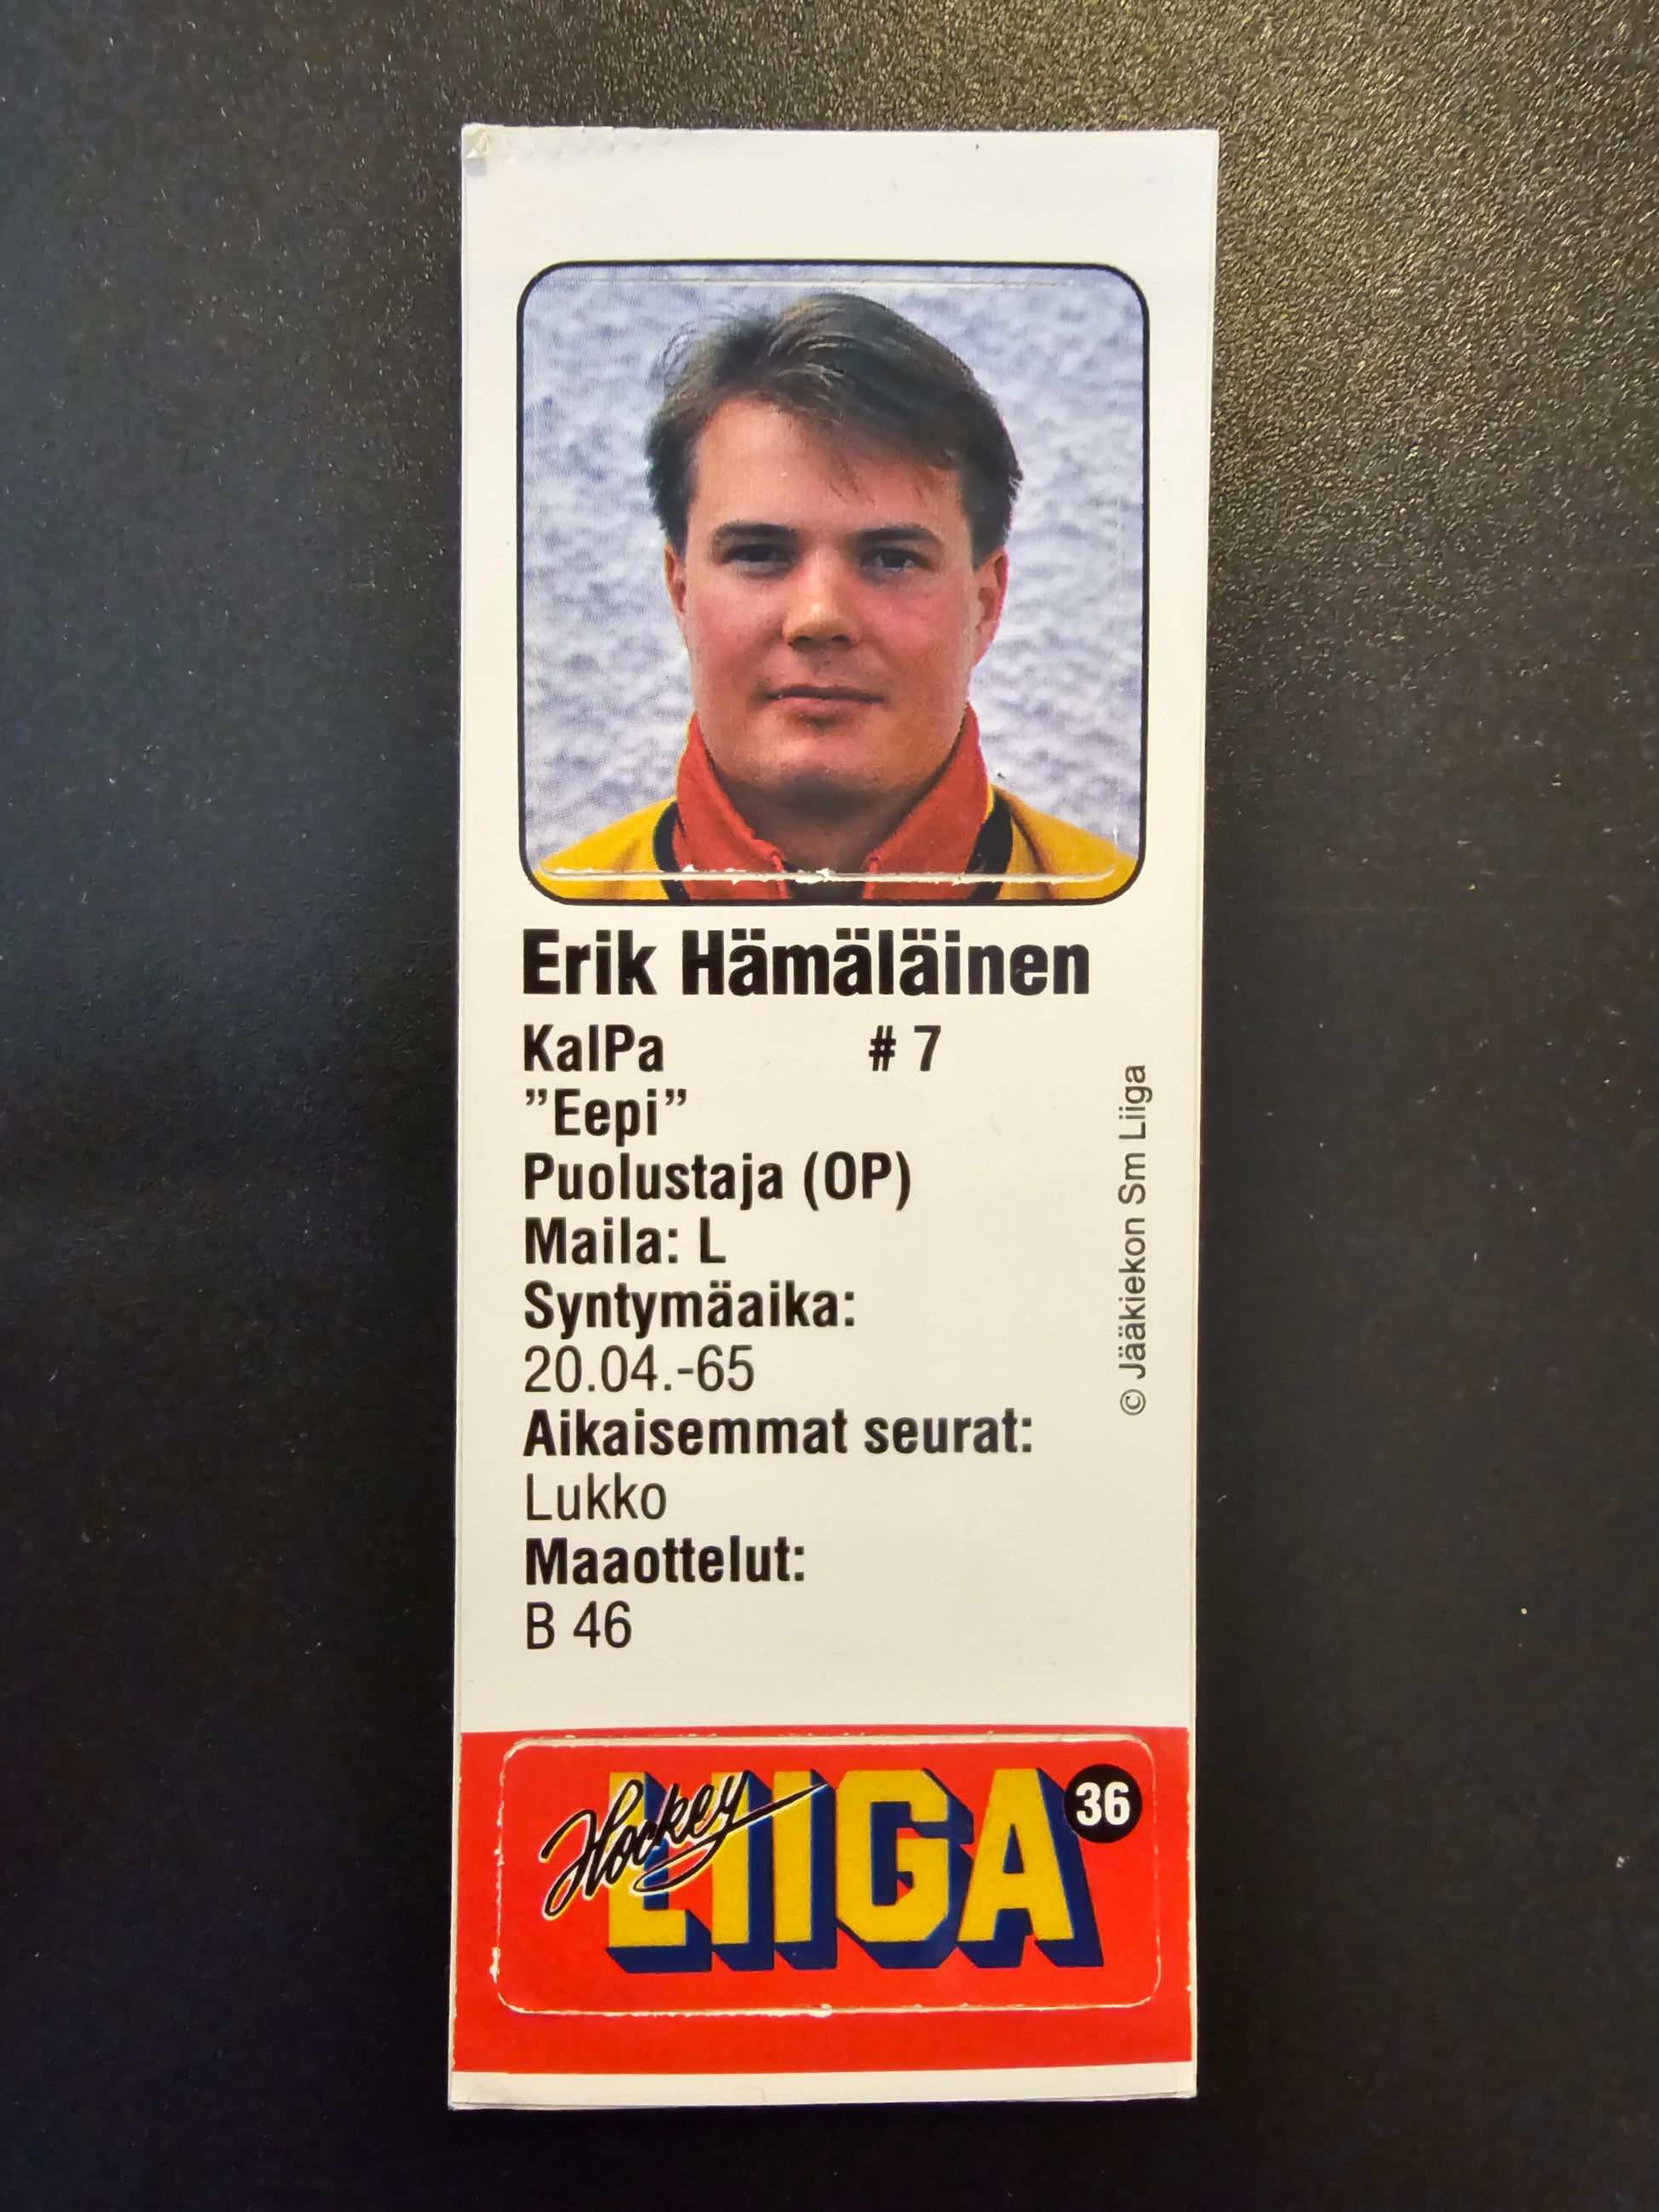 Erik Hämäläinen
KalPa # 7
”Eepi”
Puolustaja (OP)
Maila: L
Syntymäaika:
20.04.-65
Aikaisemmat seurat:
Lukko
Maaottelut:
B 46
© Jääkiekon Sm Liiga
Hockey LIIGA 36